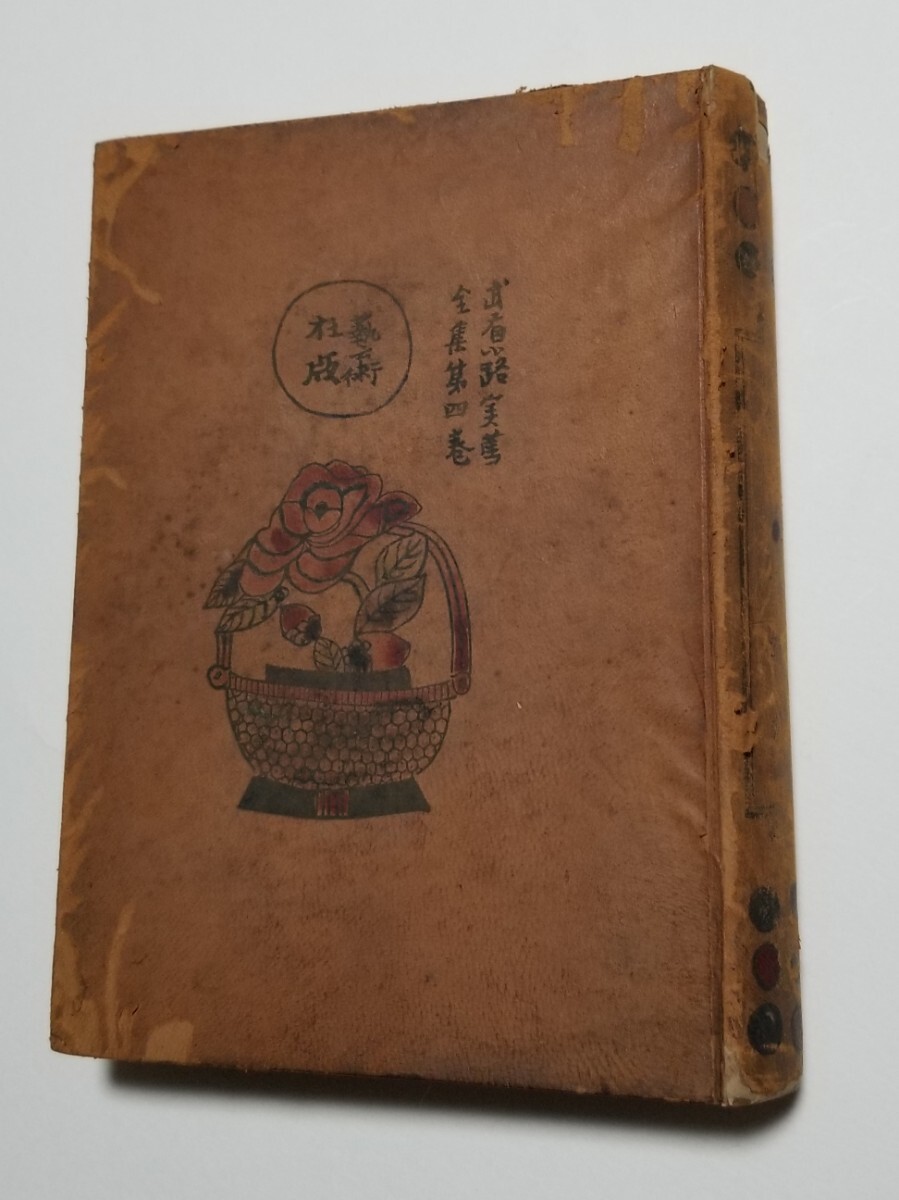 武者小路実篤
全集第四巻
藝術
社版